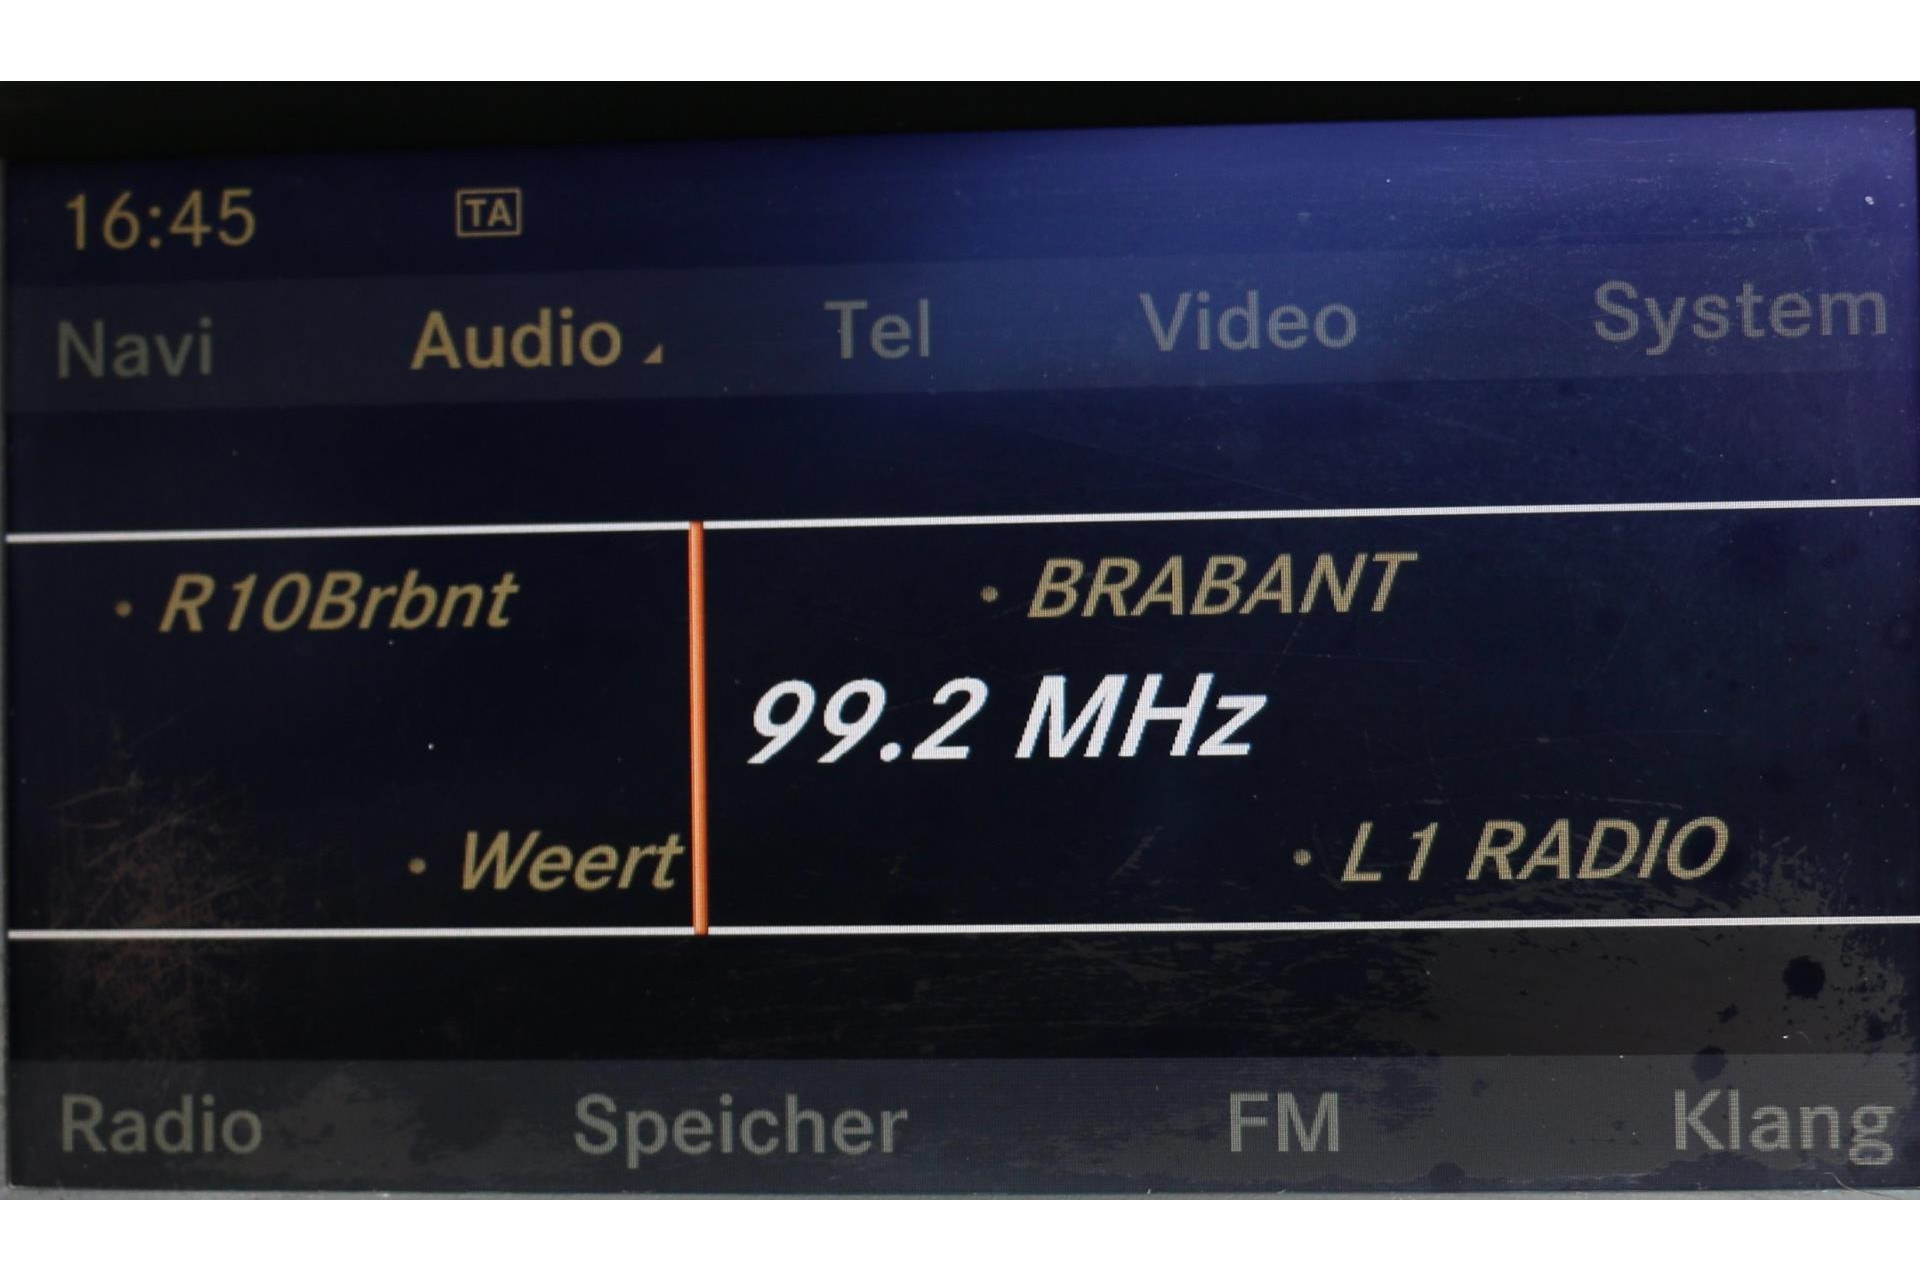 16:45 TA
Navi Audio Tel Video System
R10Brbnt BRABANT
99.2 MHz
Weert L1 RADIO
Radio Speicher FM Klang